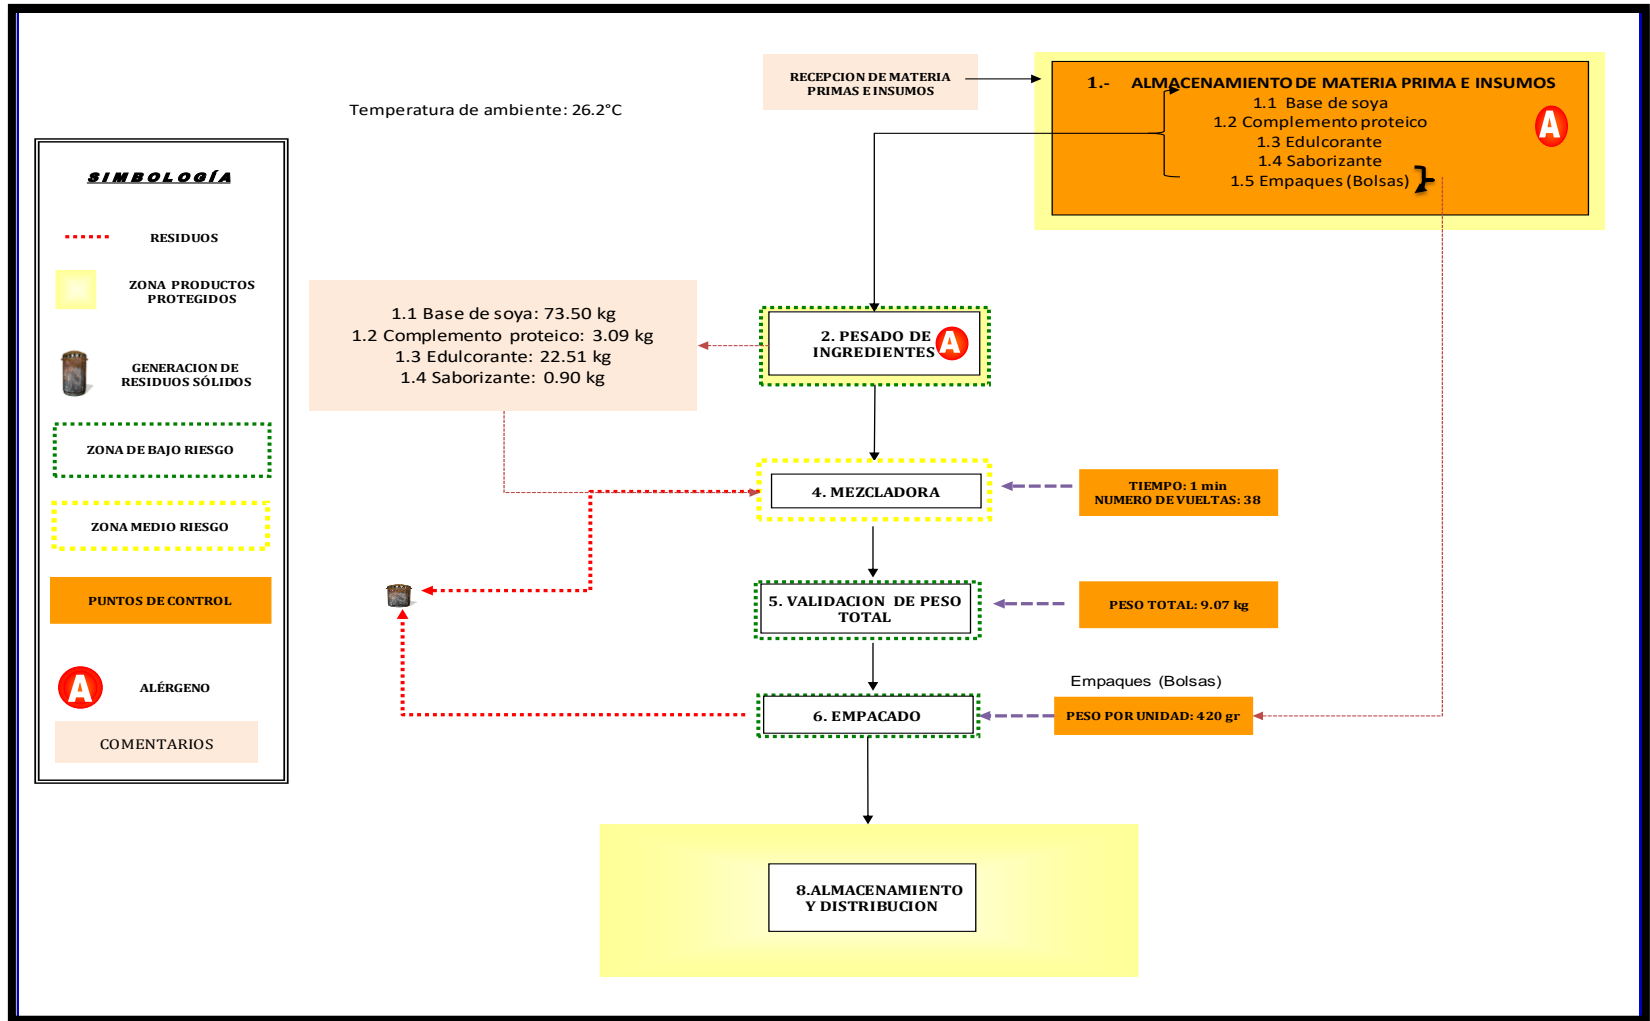 RECEPCION DE MATERIA
PRIMAS E INSUMOS
1.- ALMACENAMIENTO DE MATERIA PRIMA E INSUMOS
1.1 Base de soya
1.2 Complemento proteico
1.3 Edulcorante
1.4 Saborizante
1.5 Empaques (Bolsas)
A
Temperatura de ambiente: 26.2°C
SIMBOLOGÍA
RESIDUOS
ZONA PRODUCTOS
PROTEGIDOS
GENERACION DE
RESIDUOS SÓLIDOS
ZONA DE BAJO RIESGO
ZONA MEDIO RIESGO
PUNTOS DE CONTROL
A
ALÉRGENO
COMENTARIOS
1.1 Base de soya: 73.50 kg
1.2 Complemento proteico: 3.09 kg
1.3 Edulcorante: 22.51 kg
1.4 Saborizante: 0.90 kg
2. PESADO DE
INGREDIENTES
A
4. MEZCLADORA
TIEMPO: 1 min
NUMERO DE VUELTAS: 38
5. VALIDACION DE PESO
TOTAL
PESO TOTAL: 9.07 kg
Empaques (Bolsas)
6. EMPACADO
PESO POR UNIDAD: 420 gr
8.ALMACENAMIENTO
Y DISTRIBUCION